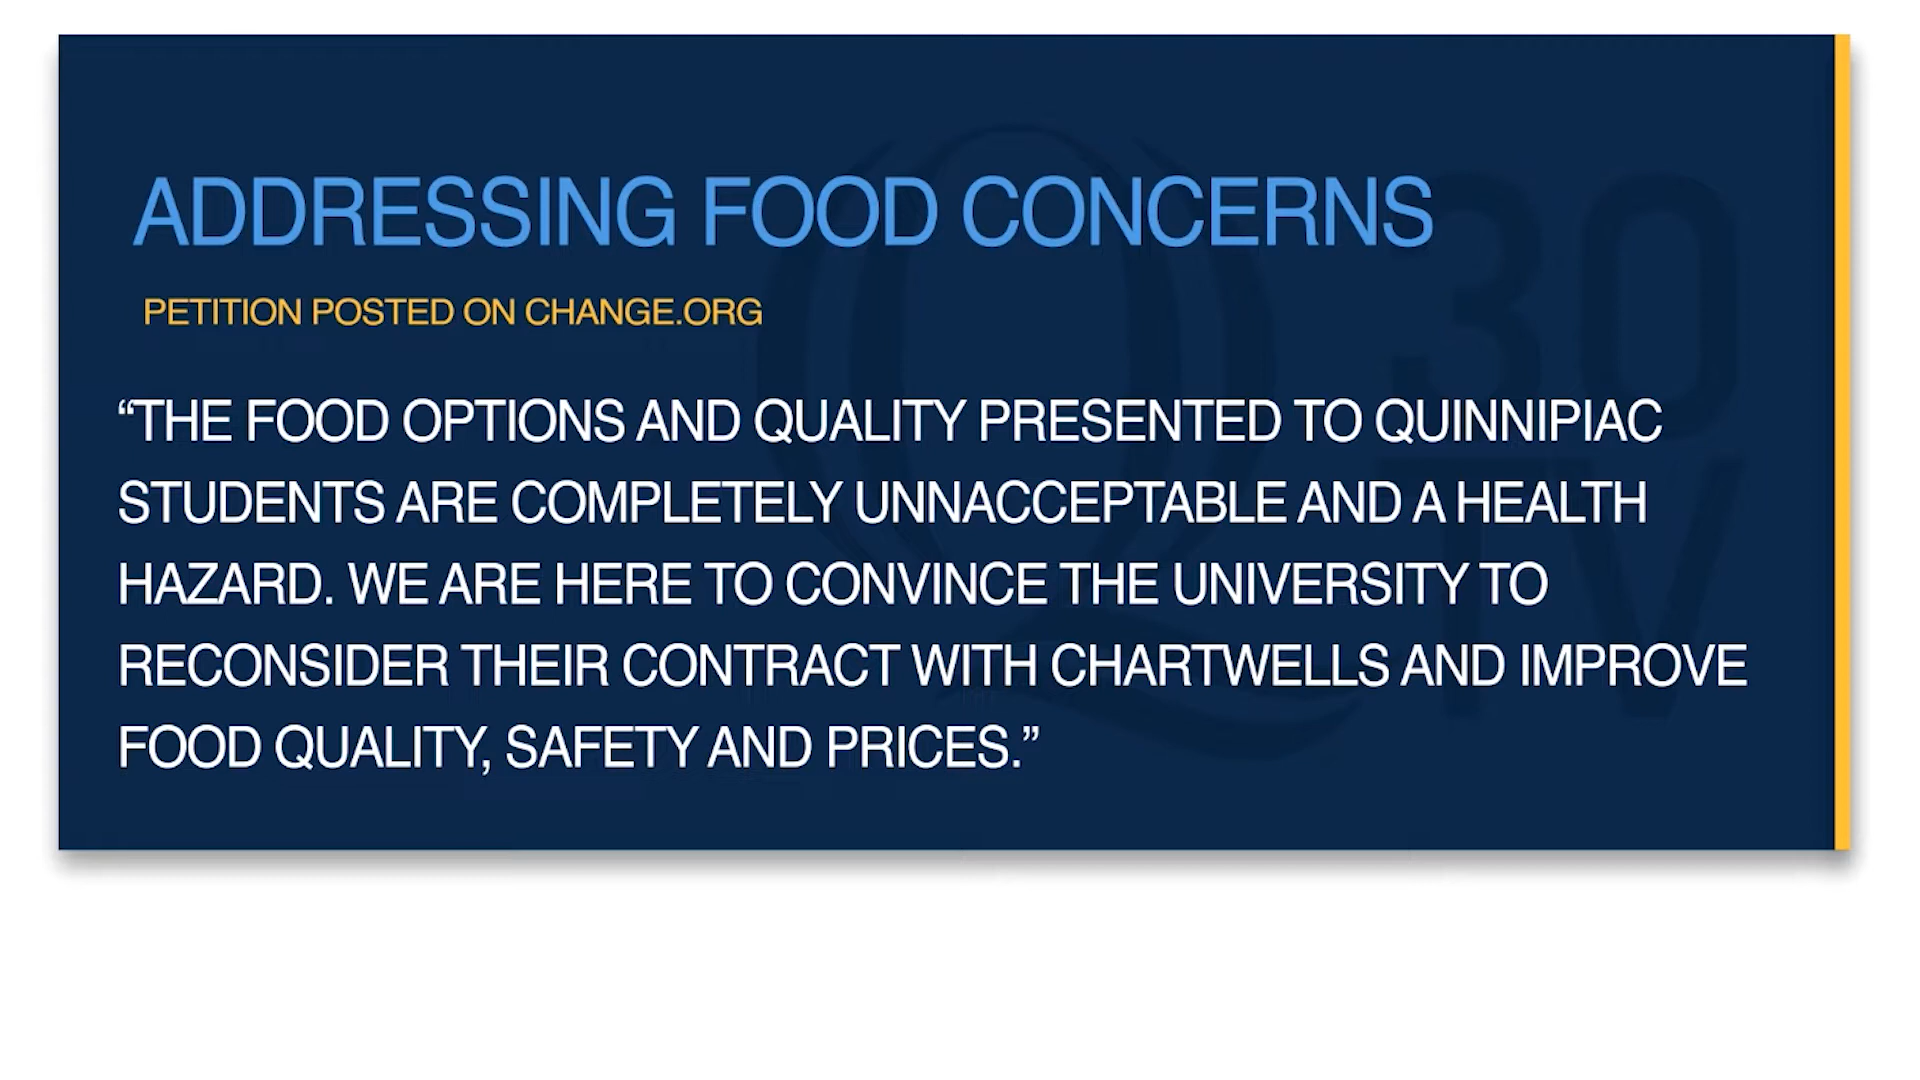 ADDRESSING FOOD CONCERNS
PETITION POSTED ON CHANGE.ORG
“THE FOOD OPTIONS AND QUALITY PRESENTED TO QUINNIPIAC
STUDENTS ARE COMPLETELY UNNACCEPTABLE AND A HEALTH
HAZARD. WE ARE HERE TO CONVINCE THE UNIVERSITY TO
RECONSIDER THEIR CONTRACT WITH CHARTWELLS AND IMPROVE
FOOD QUALITY, SAFETY AND PRICES.”
Q30
TV